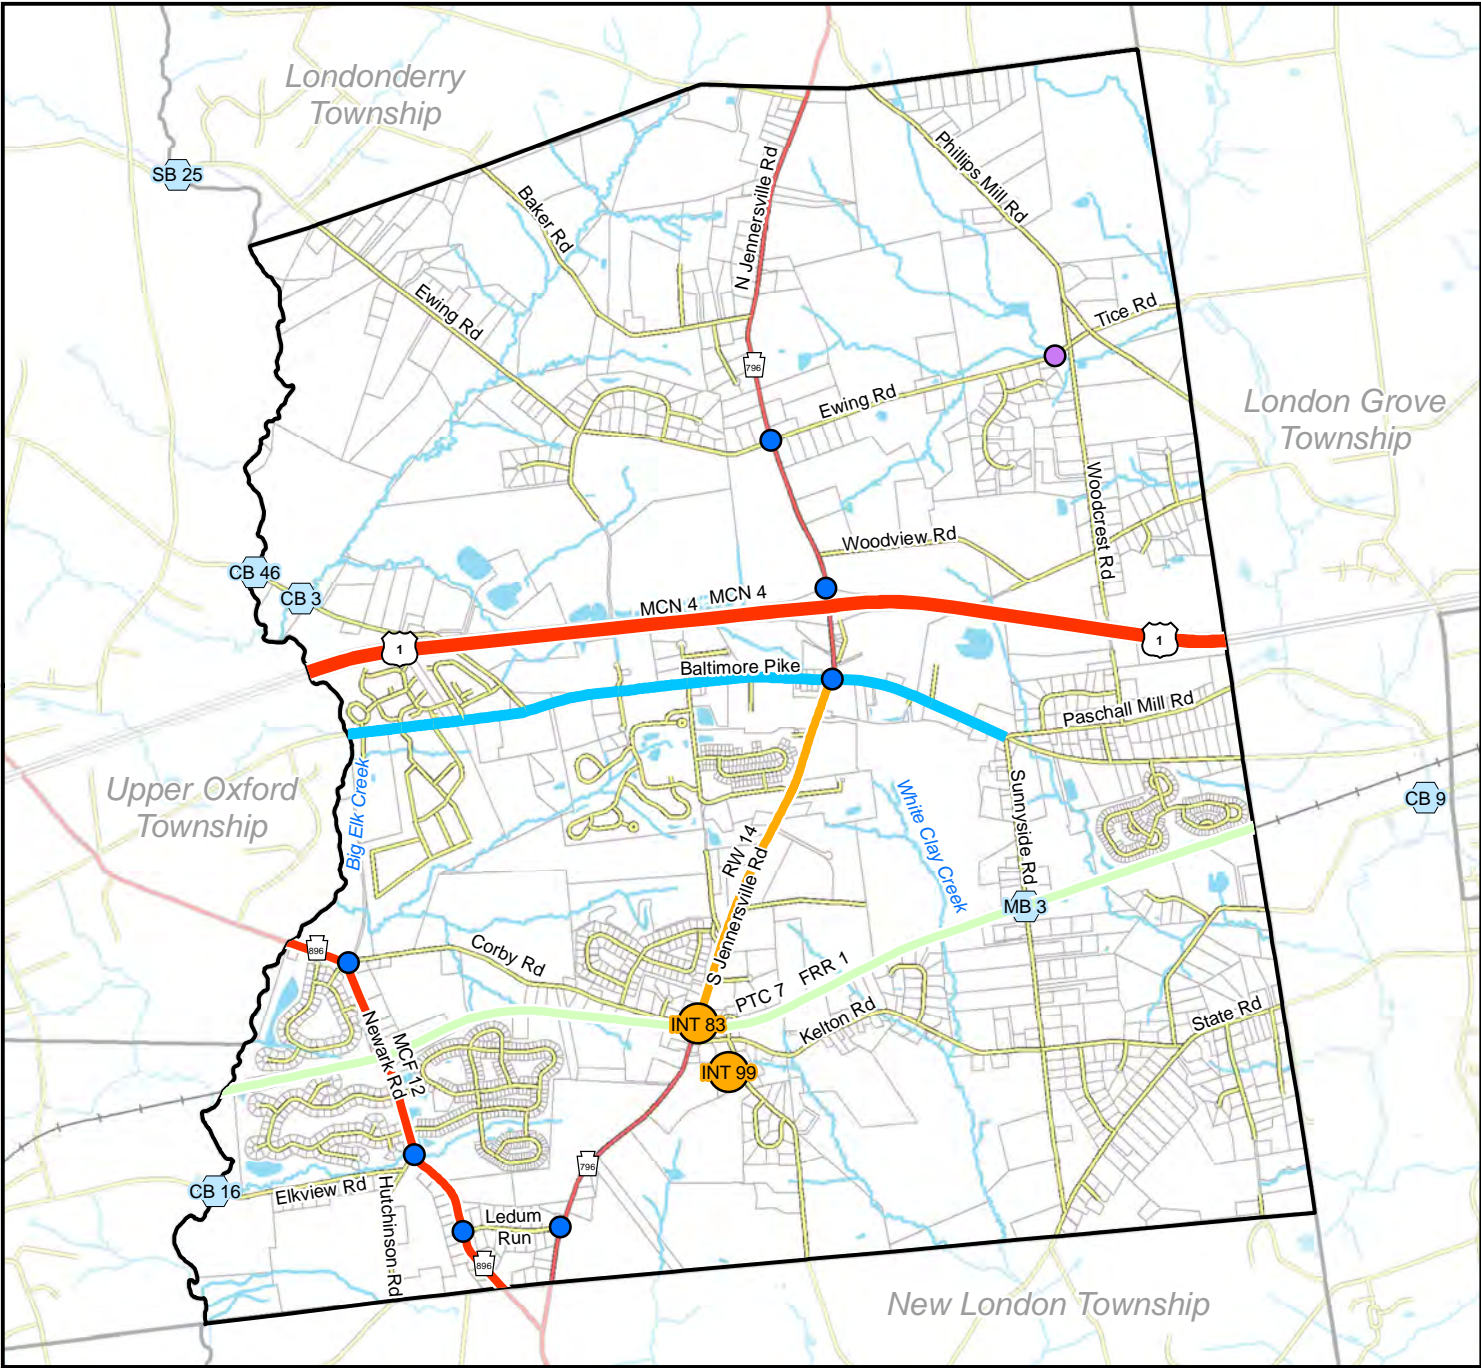 Londonderry
Township
SB 25
Phillips Mill Rd
N Jennersville Rd
Baker Rd
Ewing Rd
Tice Rd
796
Ewing Rd
London Grove
Township
Woodcrest Rd
Woodview Rd
CB 46
CB 3
MCN 4
MCN 4
1
1
Baltimore Pike
Paschall Mill Rd
Upper Oxford
Township
Big Elk Creek
White Clay Creek
Sunnyside Rd
CB 9
RW 14
S Jennersville Rd
MB 3
896
Corby Rd
PTC 7
FRR 1
Kelton Rd
State Rd
INT 83
Newark Rd
MCF 12
INT 99
796
CB 16
Elkview Rd
Hutchinson Rd
Ledum
Run
896
New London Township